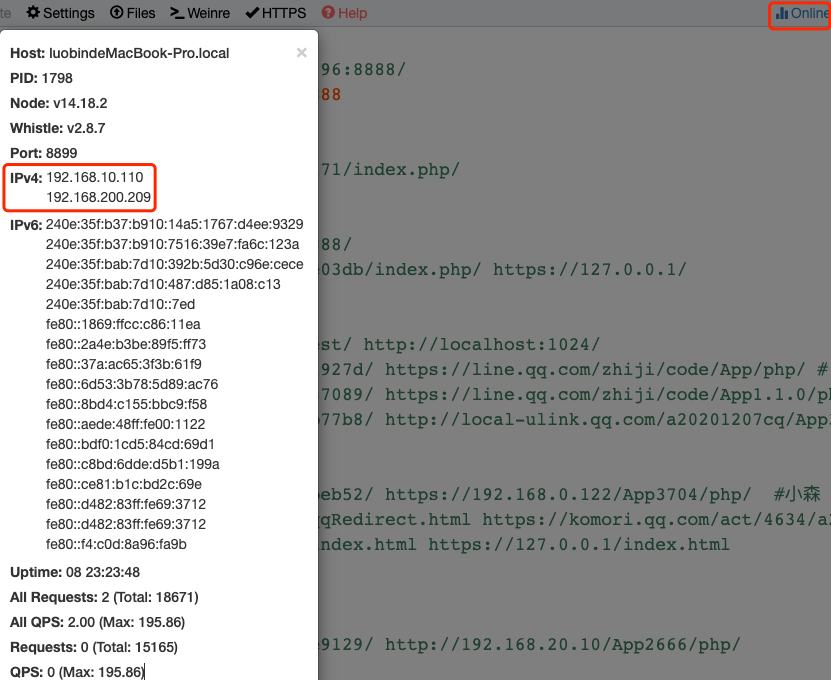 te Settings Files Weinre HTTPS Help Online
Host: luobindeMacBook-Pro.local ×
PID: 1798
Node: v14.18.2
Whistle: v2.8.7
Port: 8899
IPv4: 192.168.10.110
192.168.200.209
IPv6: 240e:35f:b37:b910:14a5:1767:d4ee:9329
240e:35f:b37:b910:7516:39e7:fa6c:123a
240e:35f:bab:7d10:392b:5d30:c96e:cece
240e:35f:bab:7d10:487:d85:1a08:c13
240e:35f:bab:7d10::7ed
fe80::1869:ffcc:c86:11ea
fe80::2a4e:b3be:89f5:ff73
fe80::37a:ac65:3f3b:61f9
fe80::6d53:3b78:5d89:ac76
fe80::8bd4:c155:bbc9:f58
fe80::aede:48ff:fe00:1122
fe80::bdf0:1cd5:84cd:69d1
fe80::c8bd:6dde:d5b1:199a
fe80::ce81:b1c:bd2c:69e
fe80::d482:83ff:fe69:3712
fe80::d482:83ff:fe69:3712
fe80::f4:c0d:8a96:fa9b
Uptime: 08 23:23:48
All Requests: 2 (Total: 18671)
All QPS: 2.00 (Max: 195.86)
Requests: 0 (Total: 15165)
QPS: 0 (Max: 195.86)
96:8888/
88
71/index.php/
88/
e03db/index.php/ https://127.0.0.1/
est/ http://localhost:1024/
927d/ https://line.qq.com/zhiji/code/App/php/ #
7089/ https://line.qq.com/zhiji/code/App1.1.0/p
b77b8/ http://local-ulink.qq.com/a20201207cq/App
eb52/ https://192.168.0.122/App3704/php/ #小森
qRedirect.html https://komori.qq.com/act/4634/a
index.html https://127.0.0.1/index.html
9129/ http://192.168.20.10/App2666/php/